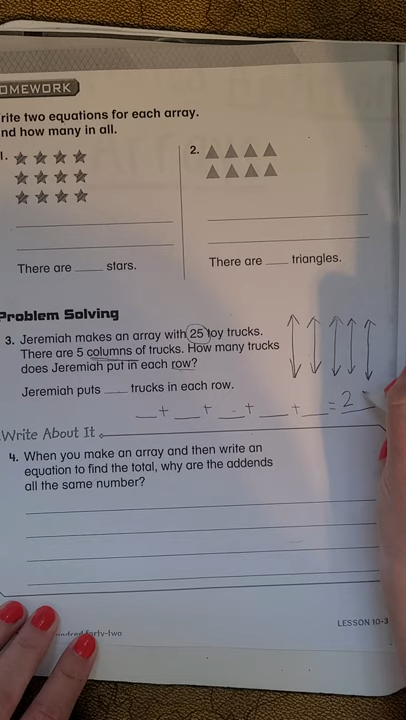 OMEWORK
rite two equations for each array.
nd how many in all.
1.
There are ____ stars.
2.
There are ____ triangles.
Problem Solving
3. Jeremiah makes an array with 25 toy trucks.
There are 5 columns of trucks. How many trucks
does Jeremiah put in each row?
Jeremiah puts ____ trucks in each row.
__ + __ + __ + __ + __ = 2
Write About It
4. When you make an array and then write an
equation to find the total, why are the addends
all the same number?
forty-two
LESSON 10-3